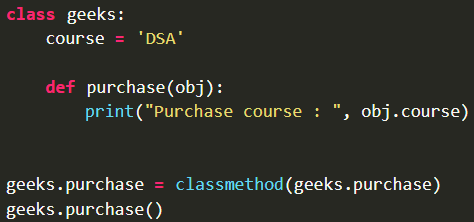 class geeks:
    course = 'DSA'

    def purchase(obj):
        print("Purchase course : ", obj.course)


geeks.purchase = classmethod(geeks.purchase)
geeks.purchase()